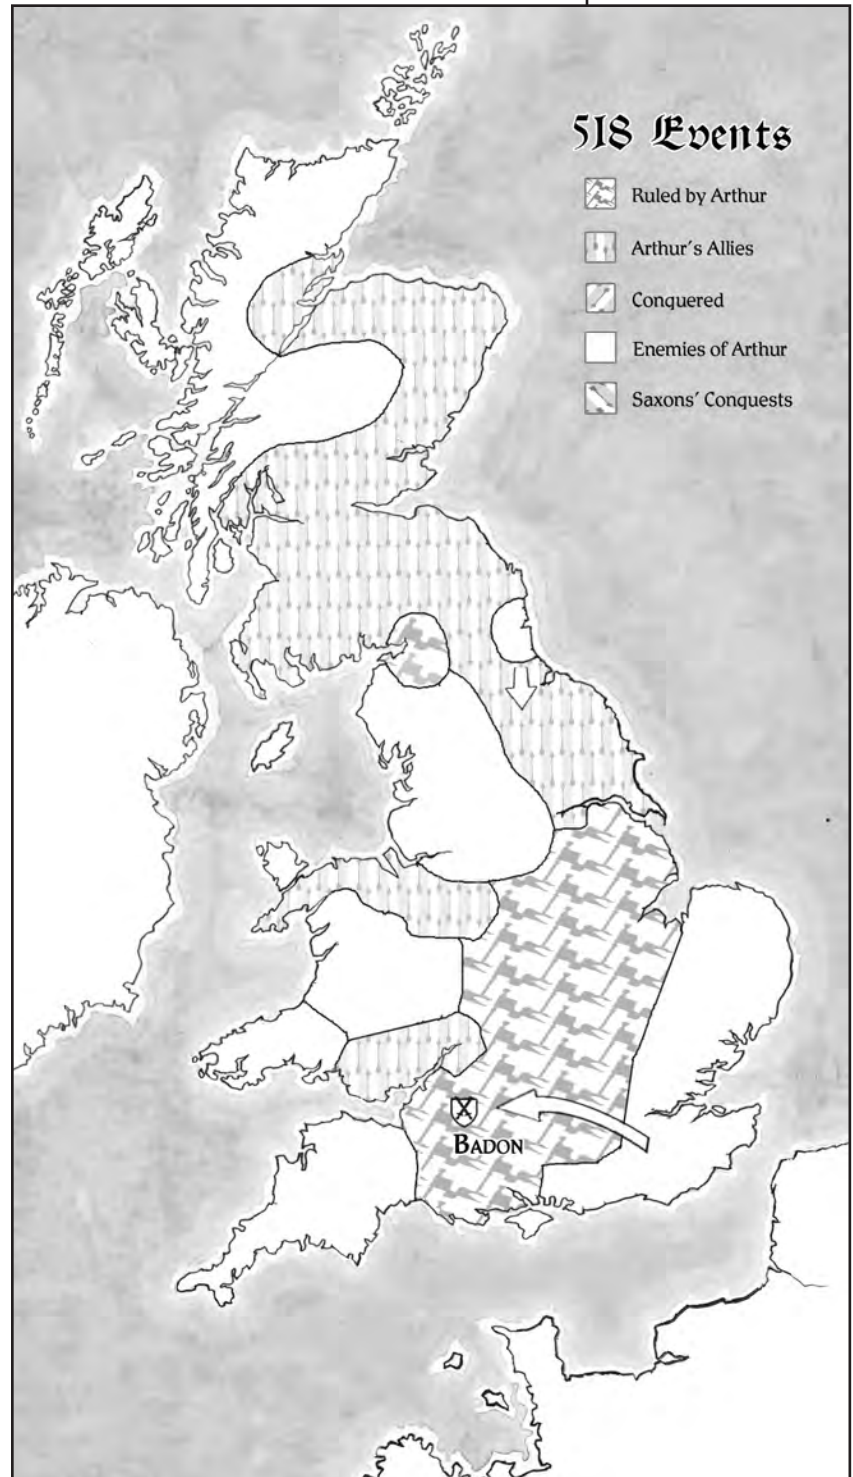 518 Events
Ruled by Arthur
Arthur's Allies
Conquered
Enemies of Arthur
Saxons' Conquests
BADON